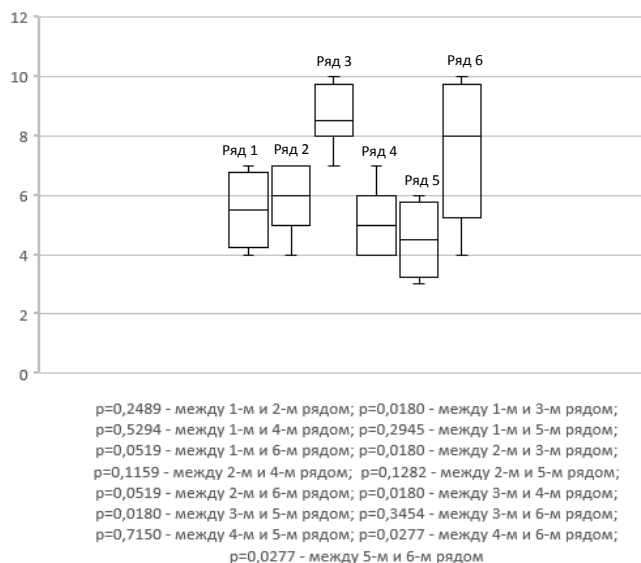 12
10
8
6
4
2
0
Ряд 1
Ряд 2
Ряд 3
Ряд 4
Ряд 5
Ряд 6
p=0,2489 - между 1-м и 2-м рядом; p=0,0180 - между 1-м и 3-м рядом;
p=0,5294 - между 1-м и 4-м рядом; p=0,2945 - между 1-м и 5-м рядом;
p=0,0519 - между 1-м и 6-м рядом; p=0,0180 - между 2-м и 3-м рядом;
p=0,1159 - между 2-м и 4-м рядом; p=0,1282 - между 2-м и 5-м рядом;
p=0,0519 - между 2-м и 6-м рядом; p=0,0180 - между 3-м и 4-м рядом;
p=0,0180 - между 3-м и 5-м рядом; p=0,3454 - между 3-м и 6-м рядом;
p=0,7150 - между 4-м и 5-м рядом; p=0,0277 - между 4-м и 6-м рядом;
p=0,0277 - между 5-м и 6-м рядом